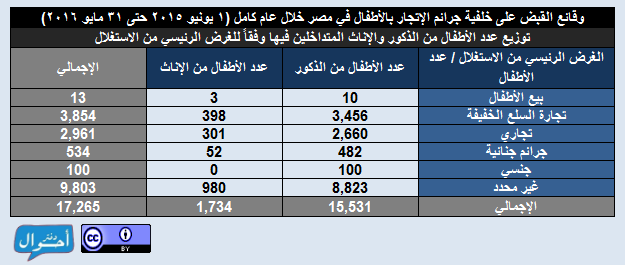 وقائع القبض على خلفية جرائم الإتجار بالأطفال في مصر خلال عام كامل (١ يونيو ٢٠١٥ حتى ٣١ مايو ٢٠١٦)
توزيع عدد الأطفال من الذكور والإناث المتداخلين فيها وفقاً للغرض الرئيسي من الاستغلال
الغرض الرئيسي من الاستغلال / عدد الأطفال عدد الأطفال من الذكور عدد الأطفال من الإناث الإجمالي
بيع الأطفال 10 3 13
تجارة السلع الخفيفة 3,456 398 3,854
تجاري 2,660 301 2,961
جرائم جنائية 482 52 534
جنسي 100 0 100
غير محدد 8,823 980 9,803
الإجمالي 15,531 1,734 17,265
دفتر أحوال
cc BY